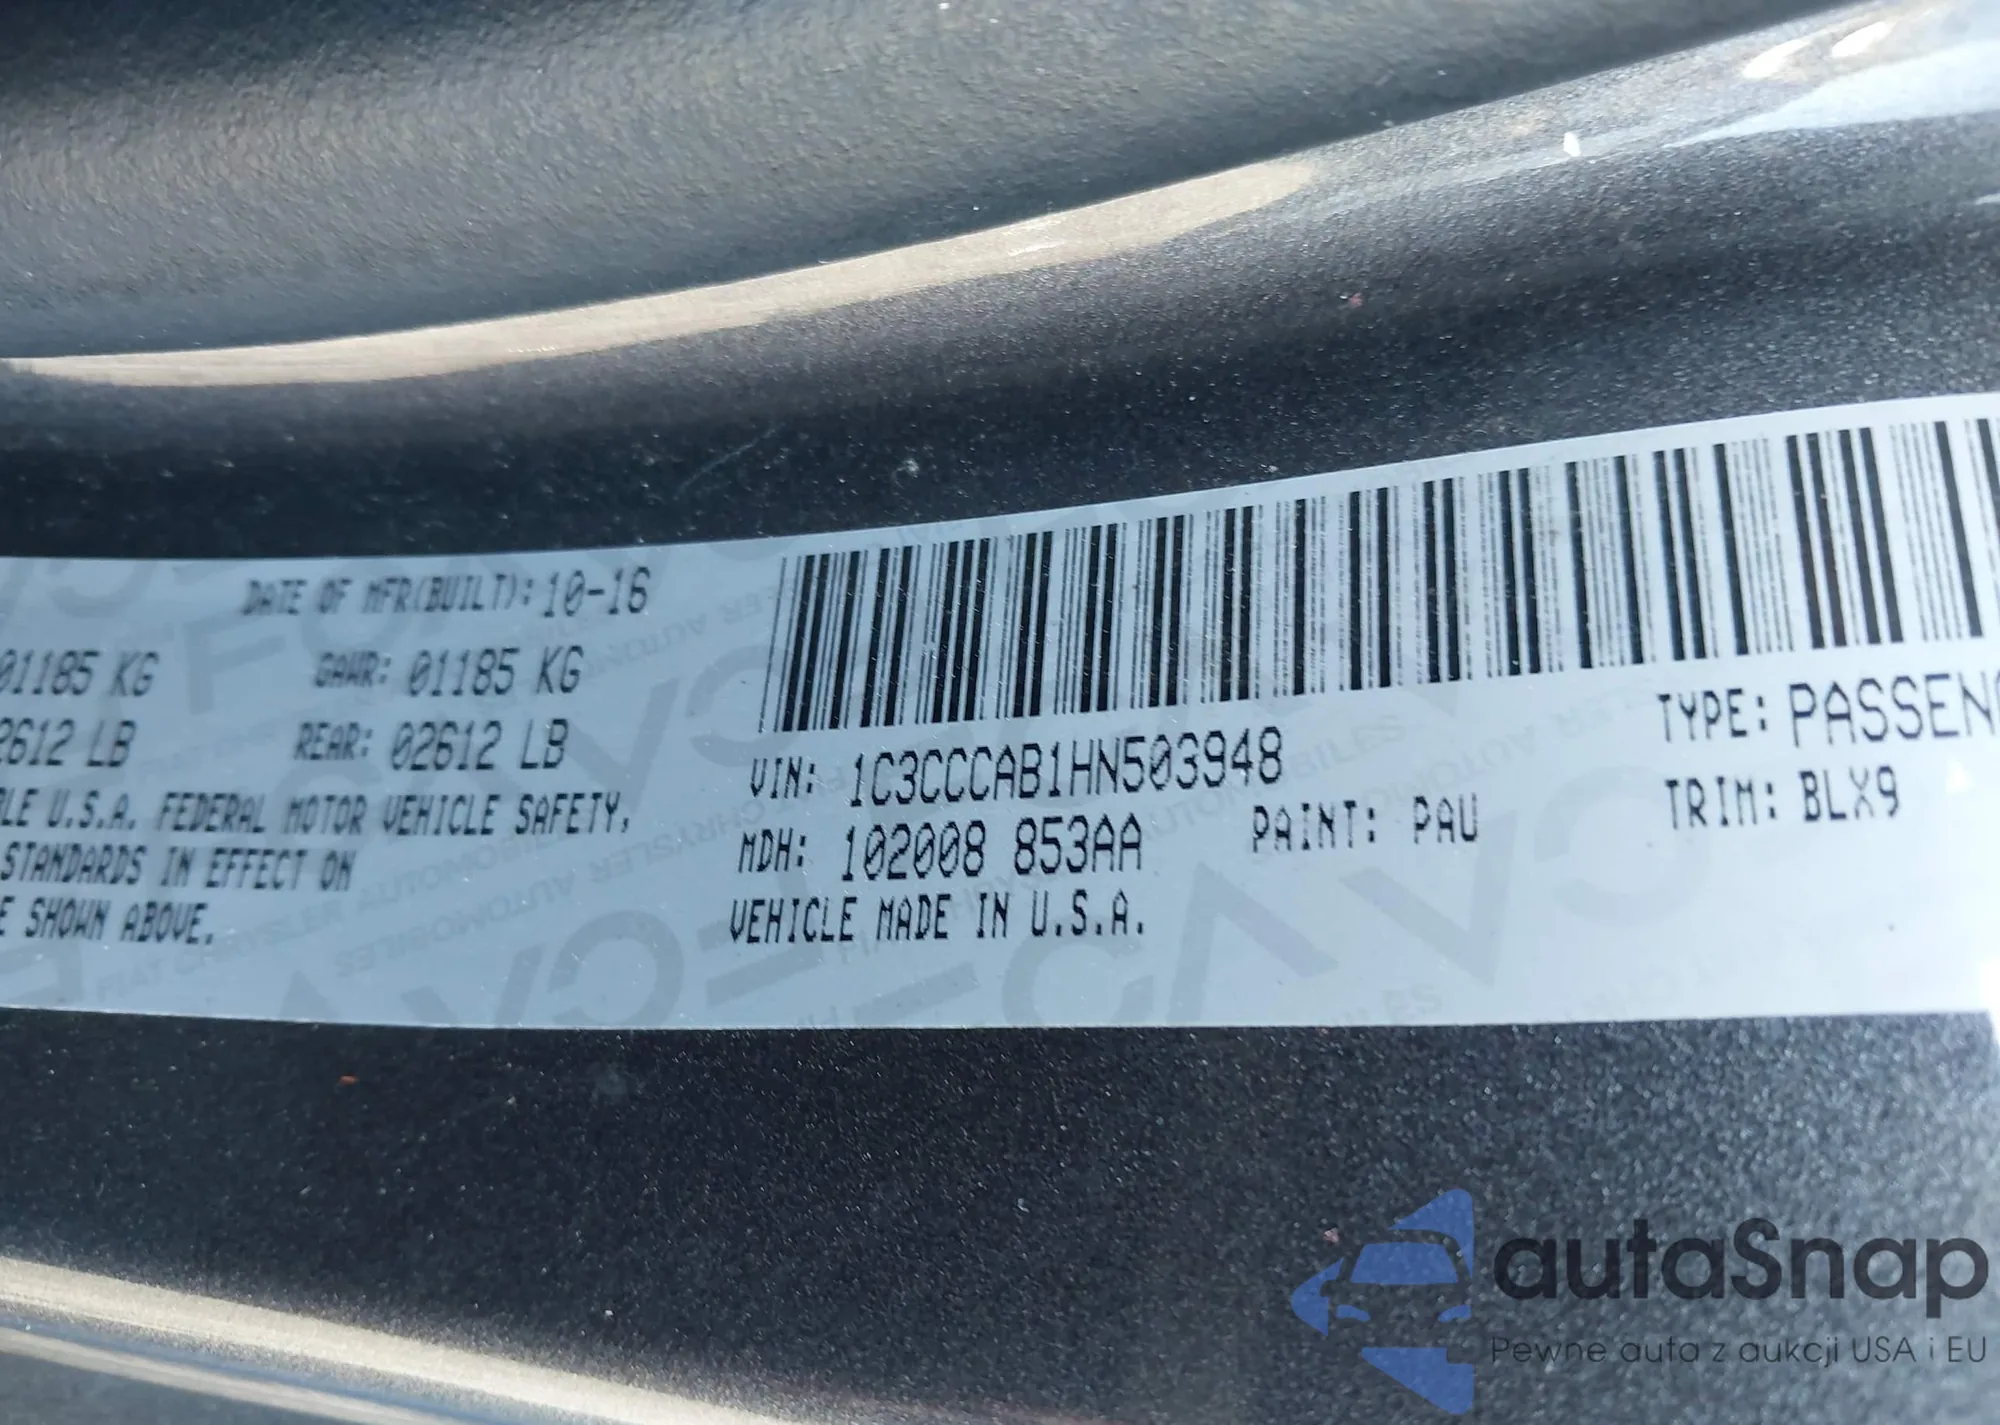 DATE OF MFR(BUILT): 10-16
01185 KG GAWR: 01185 KG
2612 LB REAR: 02612 LB
LE U.S.A. FEDERAL MOTOR VEHICLE SAFETY,
STANDARDS IN EFFECT ON
E SHOWN ABOVE.
VIN: 1C3CCCAB1HN503948
TYPE: PASSENG
MDH: 102008 853AA PAINT: PAU TRIM: BLX9
VEHICLE MADE IN U.S.A.
autaSnap
Pewne auta z aukcji USA i EU